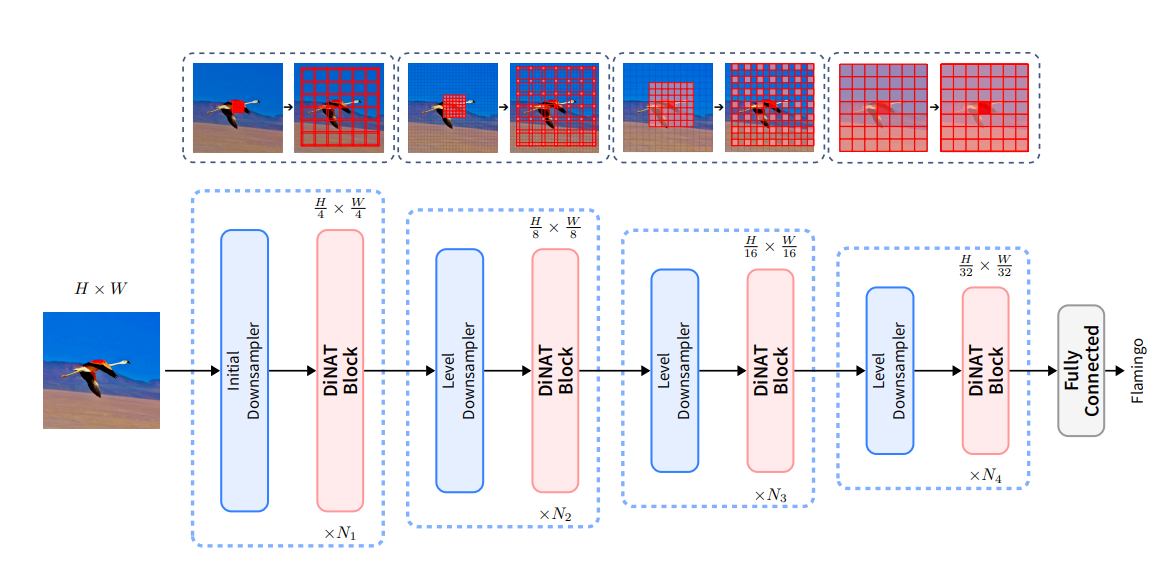 H × W
Initial
Downsampler
H/4 × W/4
DiNAT
Block
×N₁
Level
Downsampler
H/8 × W/8
DiNAT
Block
×N₂
Level
Downsampler
H/16 × W/16
DiNAT
Block
×N₃
Level
Downsampler
H/32 × W/32
DiNAT
Block
×N₄
Fully
Connected
Flamingo